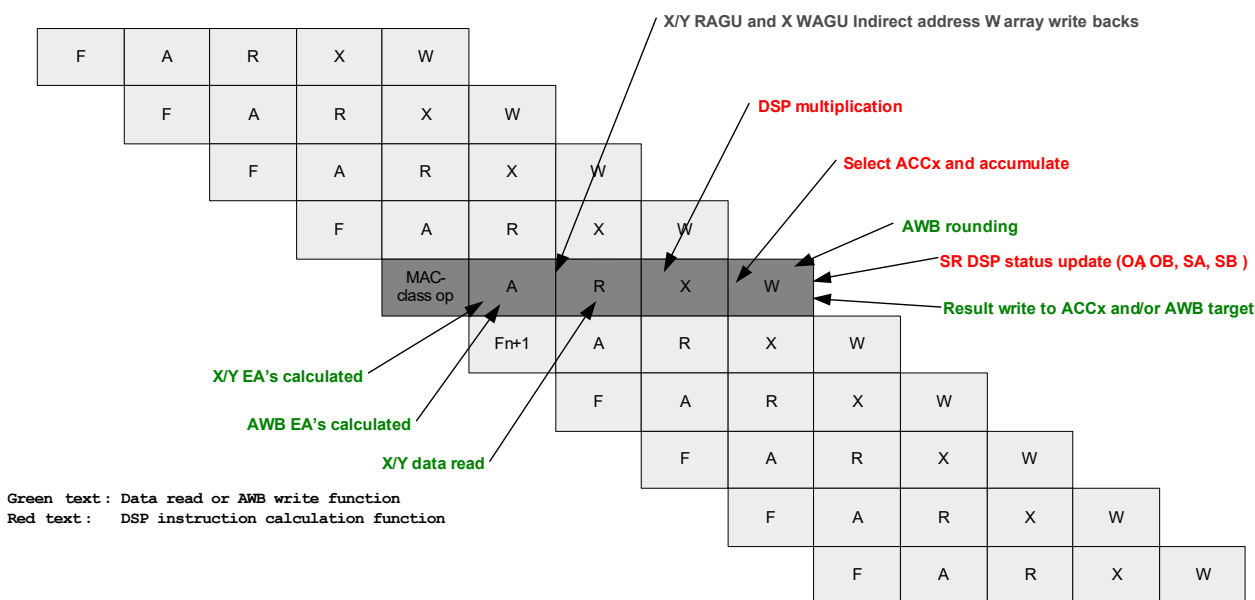 X/Y RAGU and X WAGU Indirect address W array write backs
F A R X W
DSP multiplication
F A R X W
Select ACCx and accumulate
F A R X W
F A R X W
AWB rounding
SR DSP status update (OA, OB, SA, SB )
MAC-
class op A R X W
Result write to ACCx and/or AWB target
Fn+1 A R X W
X/Y EA's calculated
F A R X W
AWB EA's calculated
F A R X W
X/Y data read
Green text: Data read or AWB write function
Red text: DSP instruction calculation function
F A R X W
F A R X W